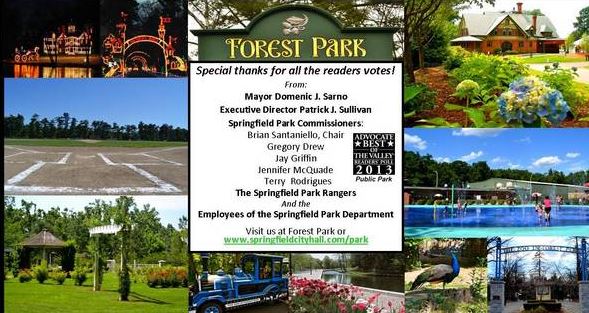 FOREST PARK
Special thanks for all the readers votes!
From:
Mayor Domenic J. Sarno
Executive Director Patrick J. Sullivan
Springfield Park Commissioners:
Brian Santaniello, Chair
Gregory Drew
Jay Griffin
Jennifer McQuade
Terry Rodrigues
The Springfield Park Rangers
And the
Employees of the Springfield Park Department
Visit us at Forest Park or
www.springfieldcityhall.com/park
ADVOCATE
BEST
OF
THE VALLEY
READERS' POLL
2013
Public Park